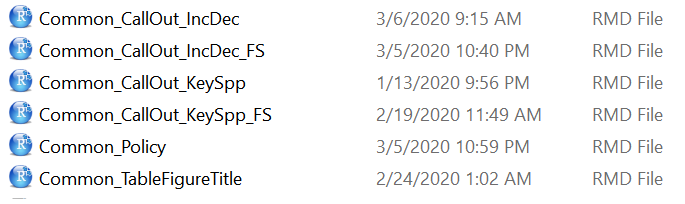 Common_CallOut_IncDec 3/6/2020 9:15 AM RMD File
Common_CallOut_IncDec_FS 3/5/2020 10:40 PM RMD File
Common_CallOut_KeySpp 1/13/2020 9:56 PM RMD File
Common_CallOut_KeySpp_FS 2/19/2020 11:49 AM RMD File
Common_Policy 3/5/2020 10:59 PM RMD File
Common_TableFigureTitle 2/24/2020 1:02 AM RMD File